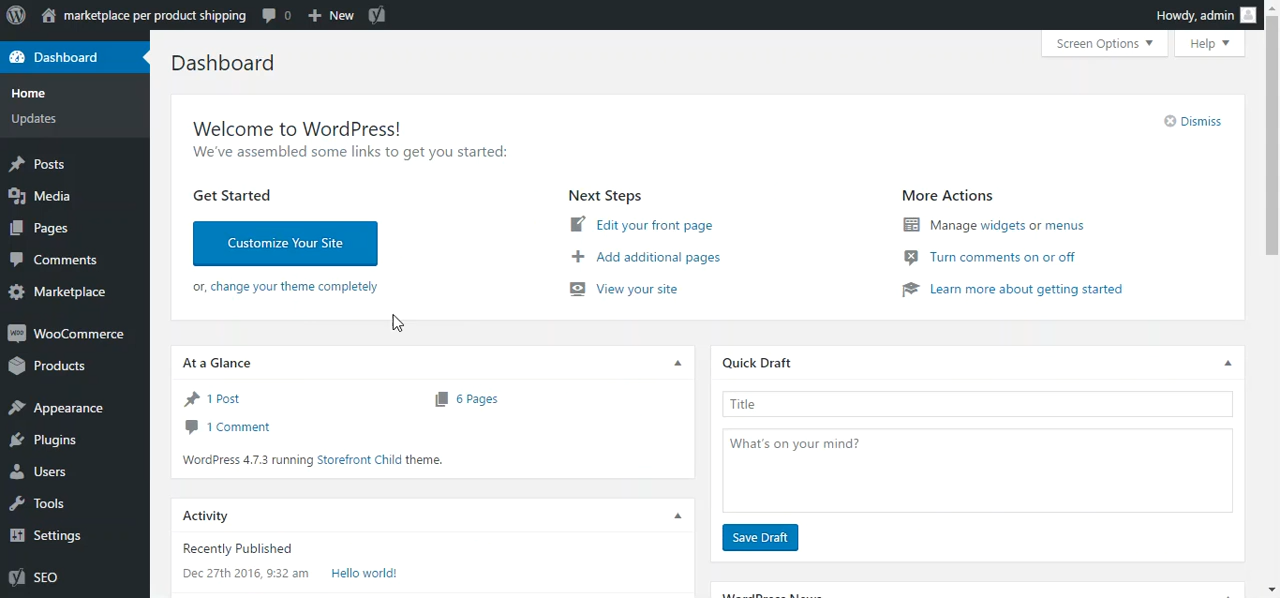 marketplace per product shipping 0 New Howdy, admin
Dashboard
Home
Updates
Posts
Media
Pages
Comments
Marketplace
WooCommerce
Products
Appearance
Plugins
Users
Tools
Settings
SEO
Screen Options Help
Dashboard
Welcome to WordPress!
Dismiss
We've assembled some links to get you started:
Get Started
Customize Your Site
or, change your theme completely
Next Steps
Edit your front page
Add additional pages
View your site
More Actions
Manage widgets or menus
Turn comments on or off
Learn more about getting started
At a Glance
1 Post 6 Pages
1 Comment
WordPress 4.7.3 running Storefront Child theme.
Activity
Recently Published
Dec 27th 2016, 9:32 am Hello world!
Quick Draft
Title
What's on your mind?
Save Draft
WordPress News